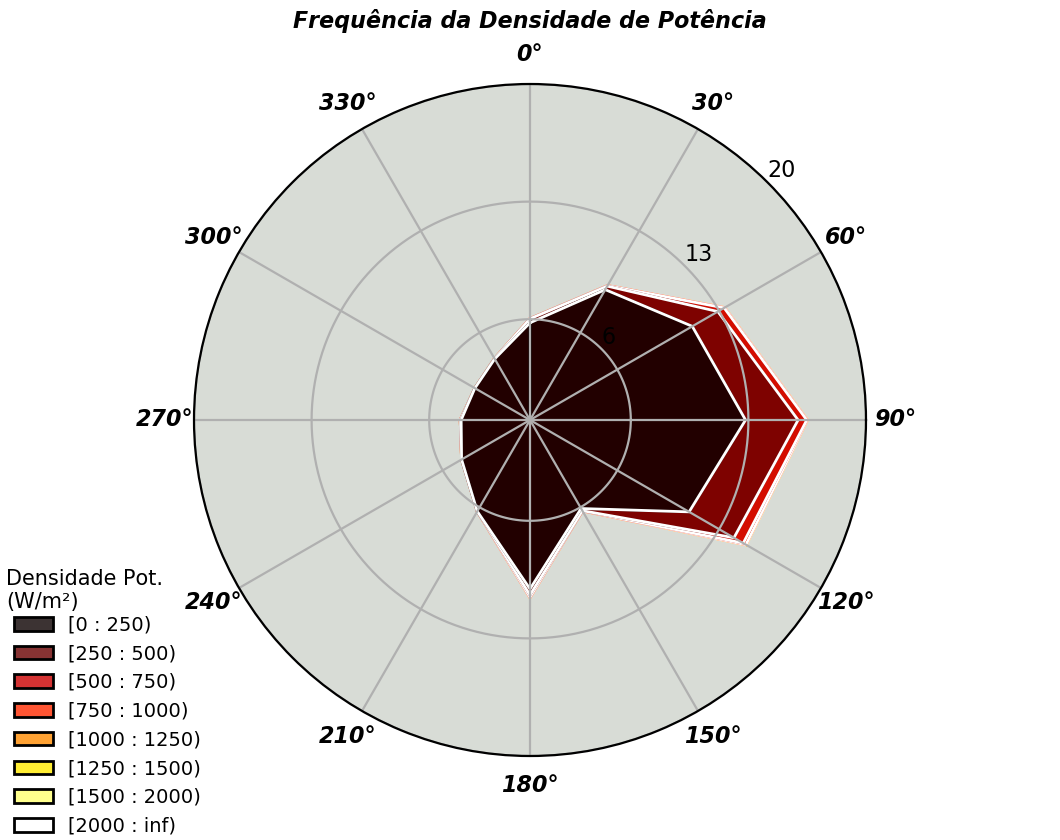 Frequência da Densidade de Potência
0°
330°
30°
20
300°
60°
13
6
270°
90°
240°
120°
210°
150°
180°
Densidade Pot.
(W/m²)
[0 : 250)
[250 : 500)
[500 : 750)
[750 : 1000)
[1000 : 1250)
[1250 : 1500)
[1500 : 2000)
[2000 : inf)